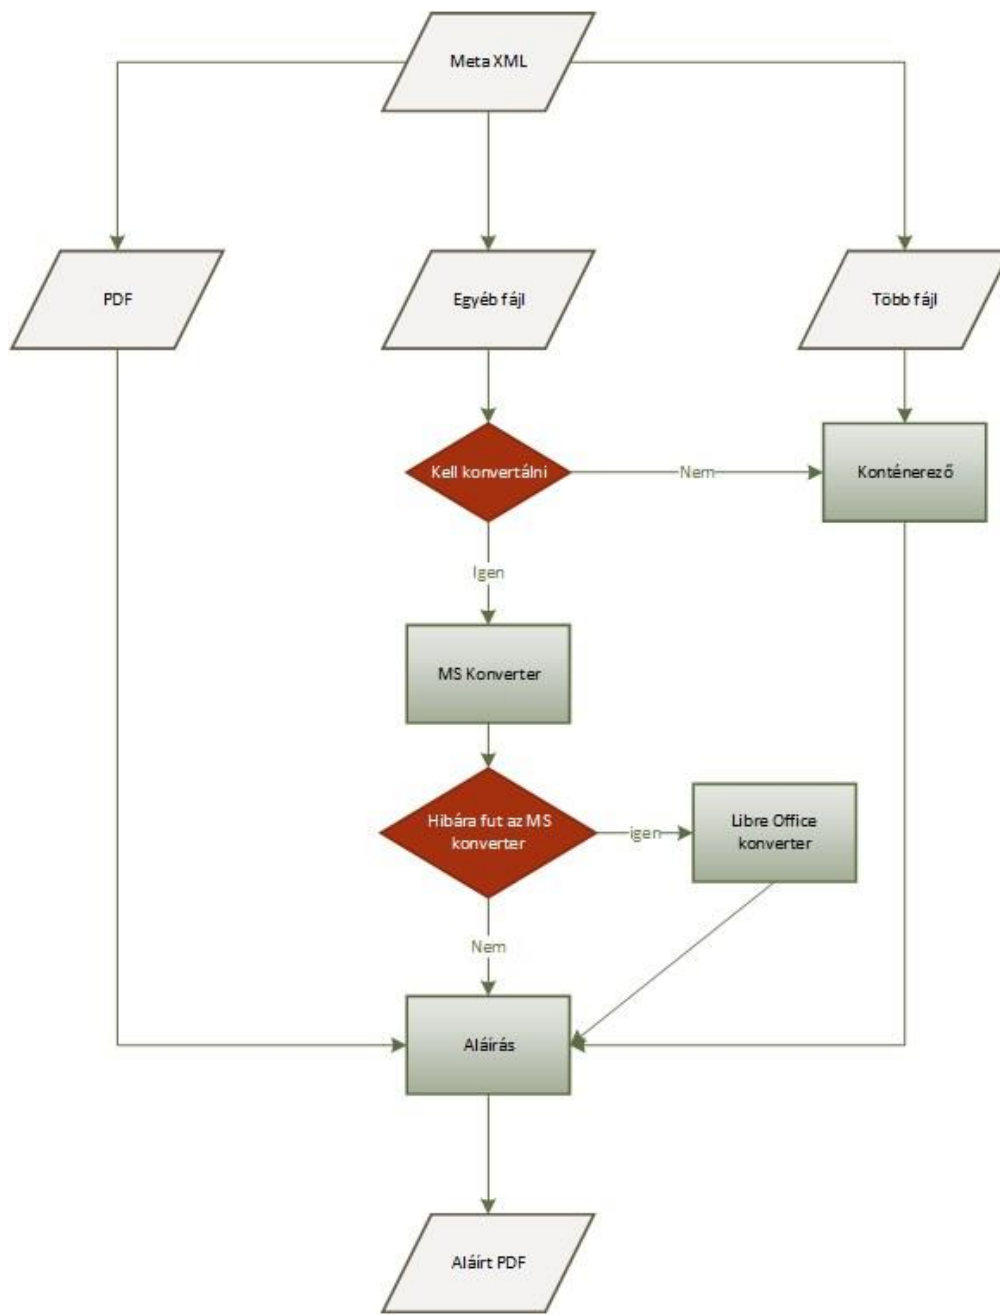 Meta XML
PDF
Egyéb fájl
Több fájl
Kell konvertálni
Nem
Konténerező
Igen
MS Konverter
Hibára fut az MS
konverter
igen
Libre Office
konverter
Nem
Aláírás
Aláírt PDF